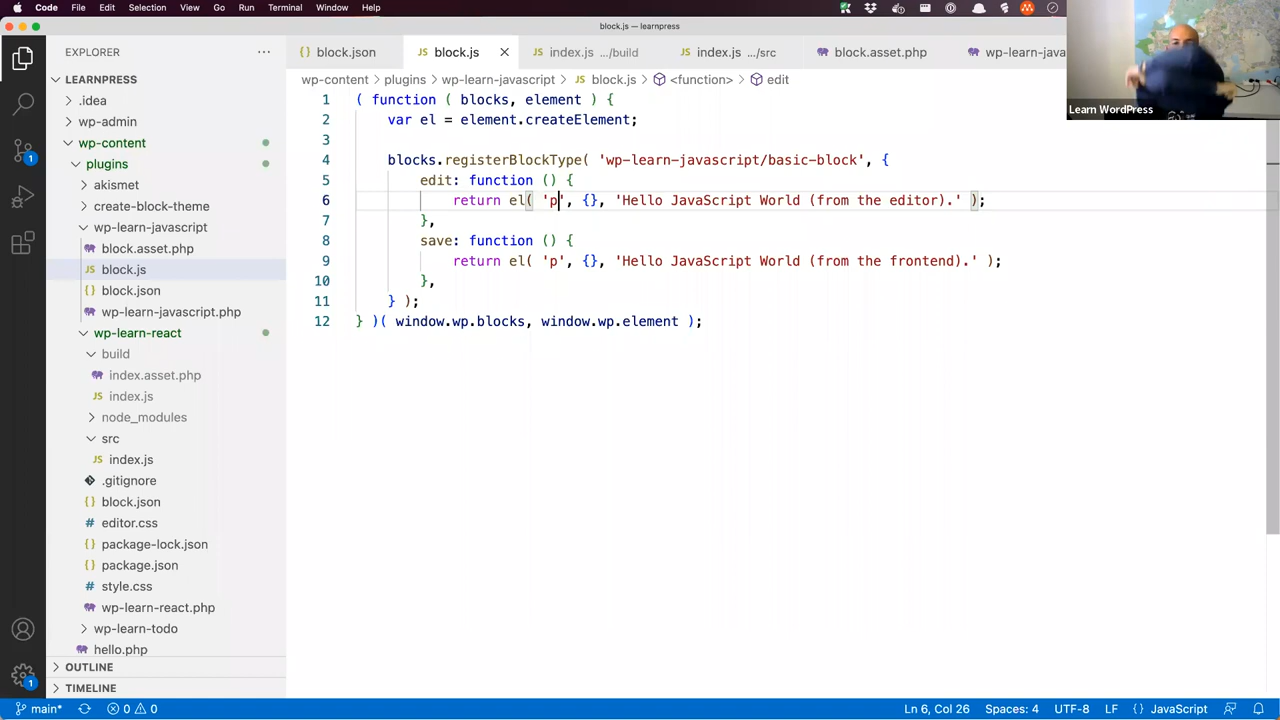 Code File Edit Selection View Go Run Terminal Window Help
block.js — learnpress
EXPLORER
block.json block.js index.js .../build index.js .../src block.asset.php wp-learn-java
Learn WordPress
LEARNPRESS
wp-content > plugins > wp-learn-javascript > block.js > <function> > edit
.idea
wp-admin
wp-content
plugins
akismet
create-block-theme
wp-learn-javascript
block.asset.php
block.js
block.json
wp-learn-javascript.php
wp-learn-react
build
index.asset.php
index.js
node_modules
src
index.js
.gitignore
block.json
editor.css
package-lock.json
package.json
style.css
wp-learn-react.php
wp-learn-todo
hello.php
OUTLINE
TIMELINE
1 ( function ( blocks, element ) {
2 var el = element.createElement;
3
4 blocks.registerBlockType( 'wp-learn-javascript/basic-block', {
5 edit: function () {
6 return el( 'p', {}, 'Hello JavaScript World (from the editor).' );
7 },
8 save: function () {
9 return el( 'p', {}, 'Hello JavaScript World (from the frontend).' );
10 },
11 } );
12 } )( window.wp.blocks, window.wp.element );
1
1
main* 0 0 Ln 6, Col 26 Spaces: 4 UTF-8 LF {} JavaScript